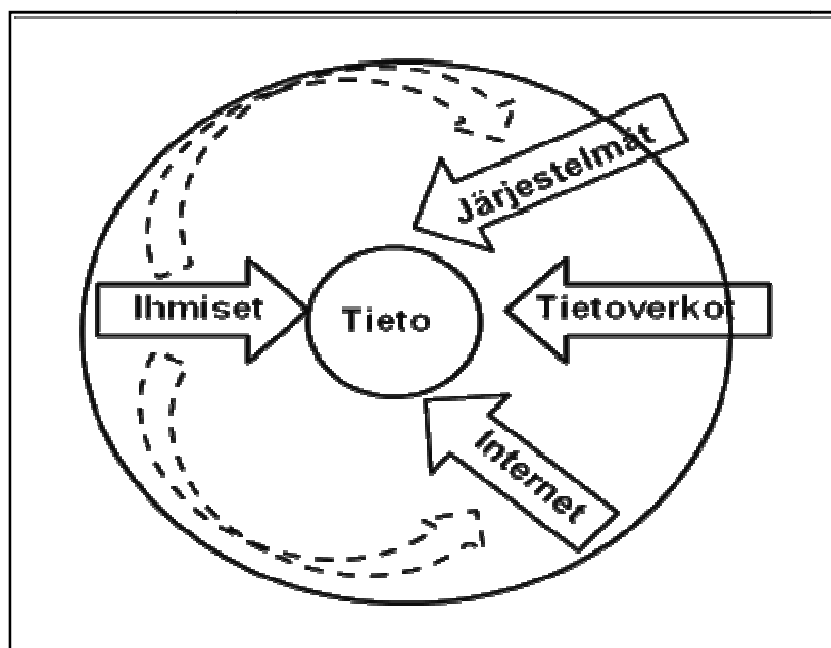 Järjestelmät
Ihmiset
Tieto
Tietoverkot
Internet